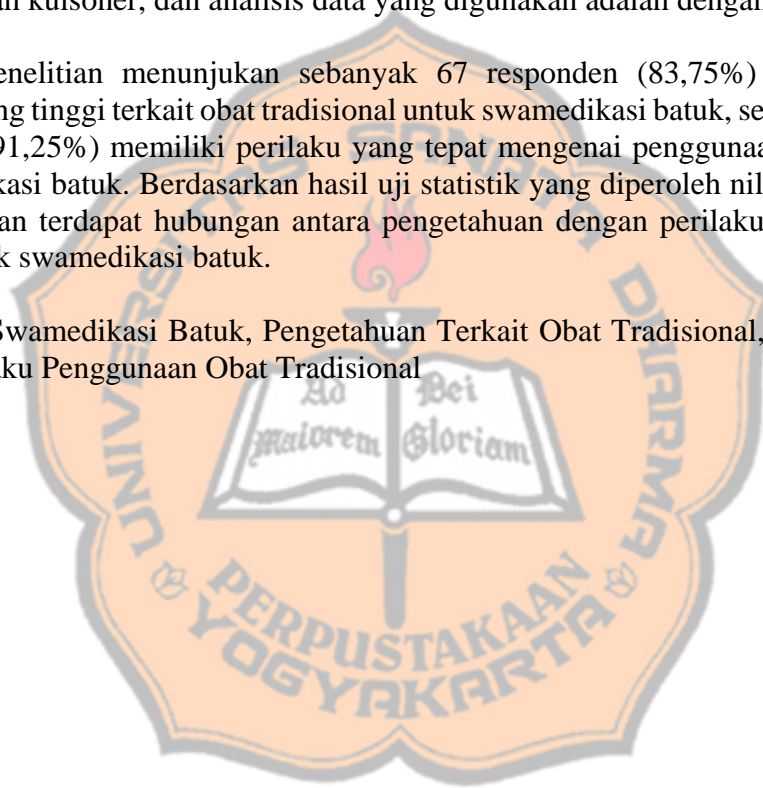 kuisoner, dan analisis data yang digunakan adalah dengan
enelitian menunjukan sebanyak 67 responden (83,75%)
ng tinggi terkait obat tradisional untuk swamedikasi batuk, se
91,25%) memiliki perilaku yang tepat mengenai penggunaa
kasi batuk. Berdasarkan hasil uji statistik yang diperoleh nil
an terdapat hubungan antara pengetahuan dengan perilaku
k swamedikasi batuk.
Swamedikasi Batuk, Pengetahuan Terkait Obat Tradisional,
ku Penggunaan Obat Tradisional
UNIVERSITAS SANATA DHARMA
Ad Dei
Maiorem Gloriam
PERPUSTAKAAN
YOGYAKARTA